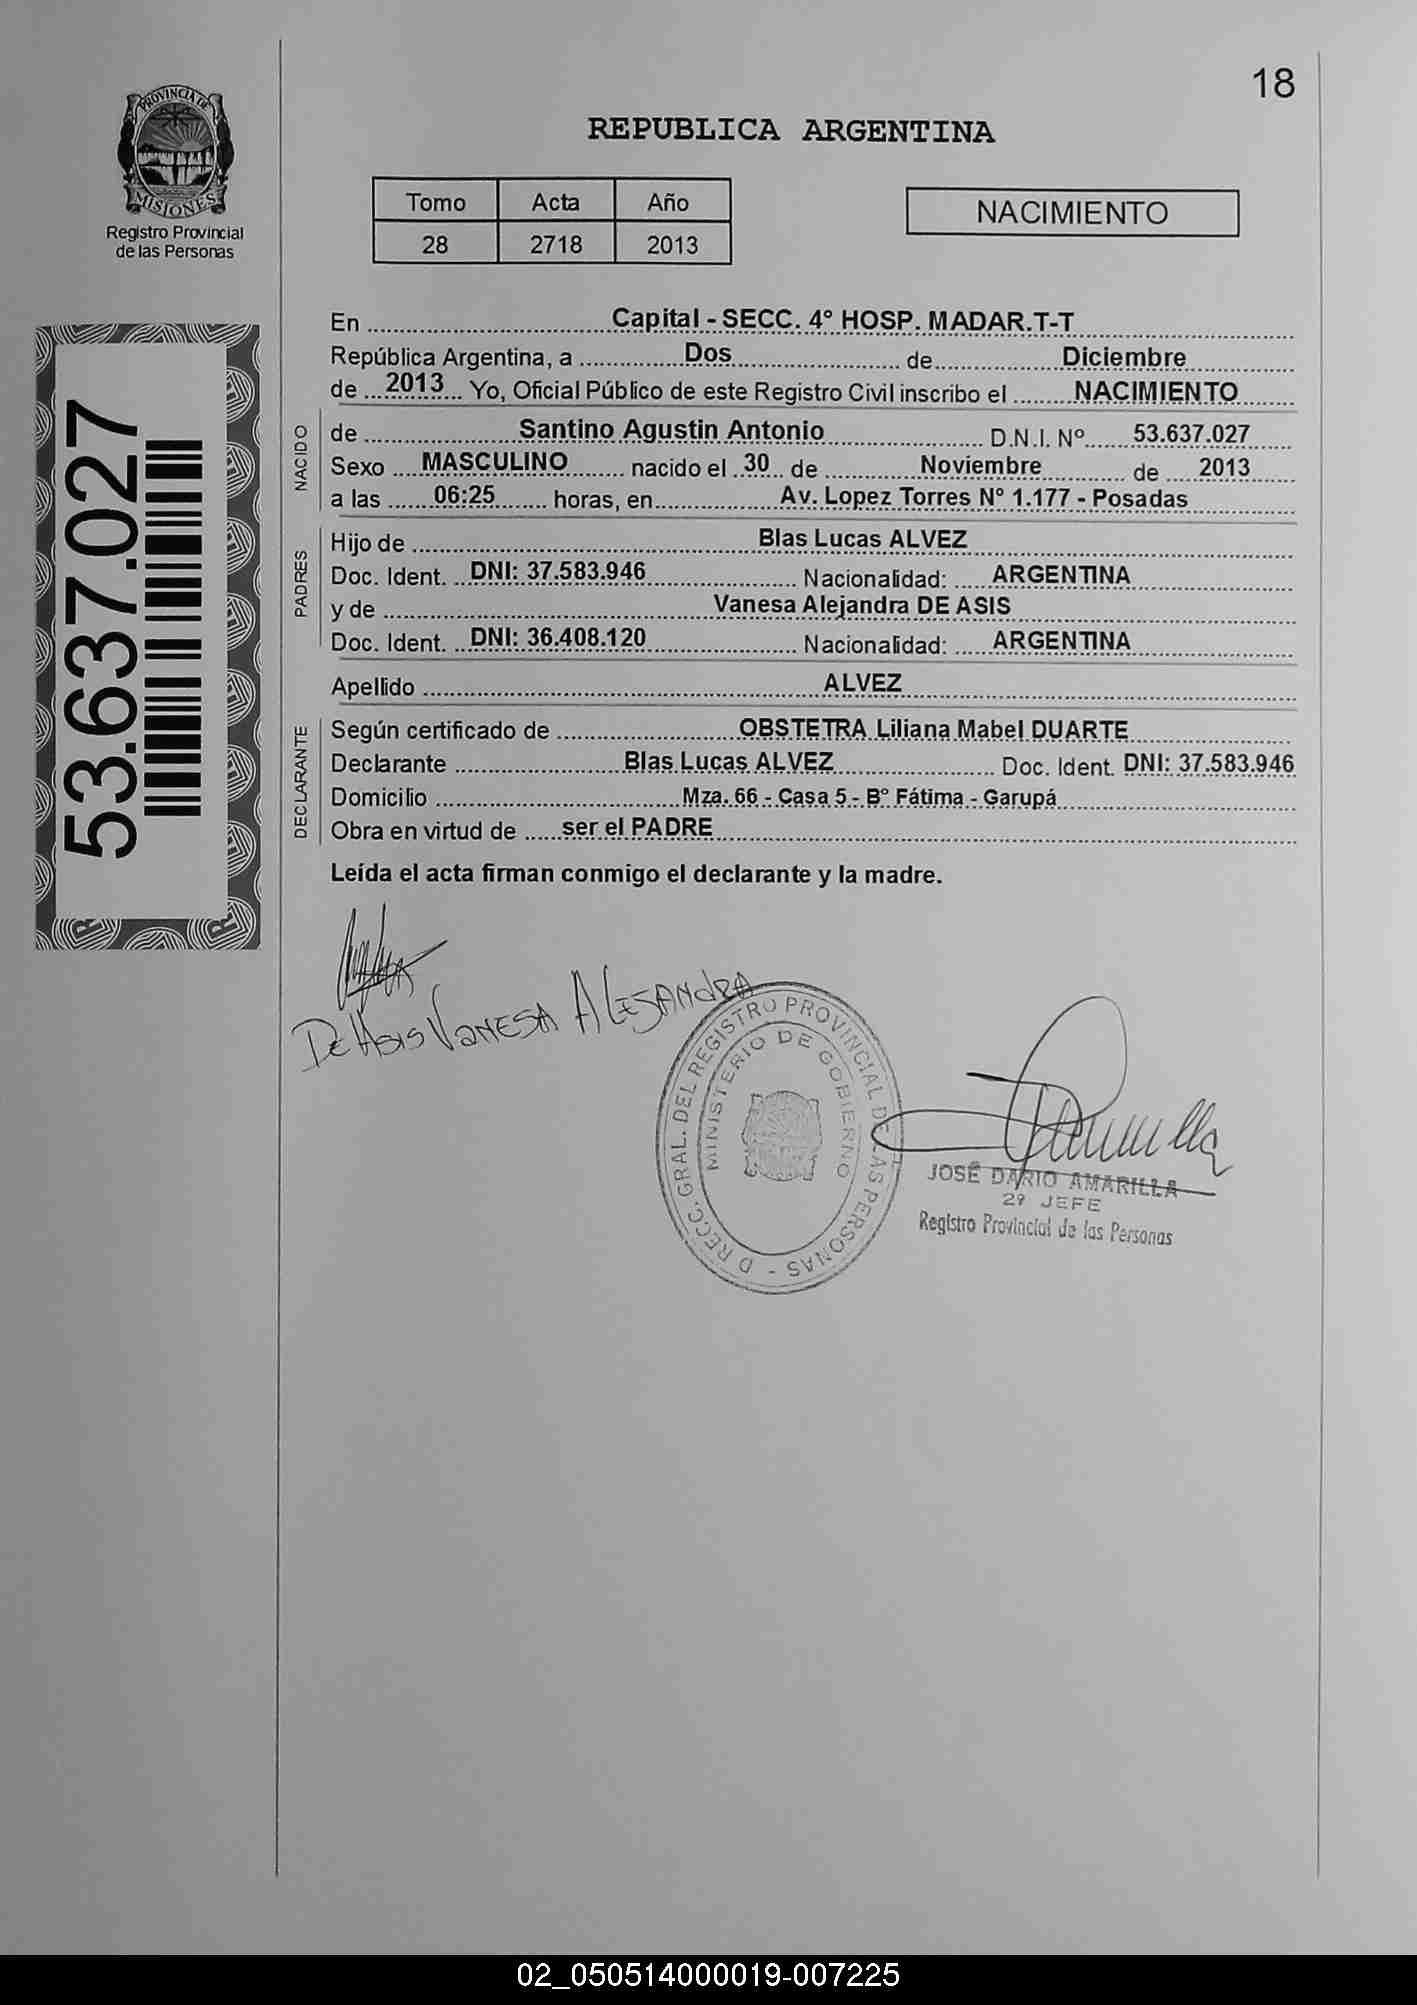 18
PROVINCIA DE
MISIONES
Registro Provincial
de las Personas
REPUBLICA ARGENTINA
Tomo Acta Año
28 2718 2013
NACIMIENTO
53.637.027
En Capital - SECC. 4° HOSP. MADAR.T-T
República Argentina, a Dos de Diciembre
de 2013 Yo, Oficial Público de este Registro Civil inscribo el NACIMIENTO
NACIDO
de Santino Agustin Antonio D.N.I. Nº 53.637.027
Sexo MASCULINO nacido el 30 de Noviembre de 2013
a las 06:25 horas, en Av. Lopez Torres N° 1.177 - Posadas
PADRES
Hijo de Blas Lucas ALVEZ
Doc. Ident. DNI: 37.583.946 Nacionalidad: ARGENTINA
y de Vanesa Alejandra DE ASIS
Doc. Ident. DNI: 36.408.120 Nacionalidad: ARGENTINA
Apellido ALVEZ
DECLARANTE
Según certificado de OBSTETRA Liliana Mabel DUARTE
Declarante Blas Lucas ALVEZ Doc. Ident. DNI: 37.583.946
Domicilio Mza. 66 - Casa 5 - B° Fátima - Garupá
Obra en virtud de ser el PADRE
Leída el acta firman conmigo el declarante y la madre.
De Asis Vanesa Alejandra
D RECC. GRAL. DEL REGISTRO PROVINCIAL DE LAS PERSONAS -
MINISTERIO DE GOBIERNO
JOSÉ DARIO AMARILLA
2º JEFE
Registro Provincial de las Personas
02_050514000019-007225